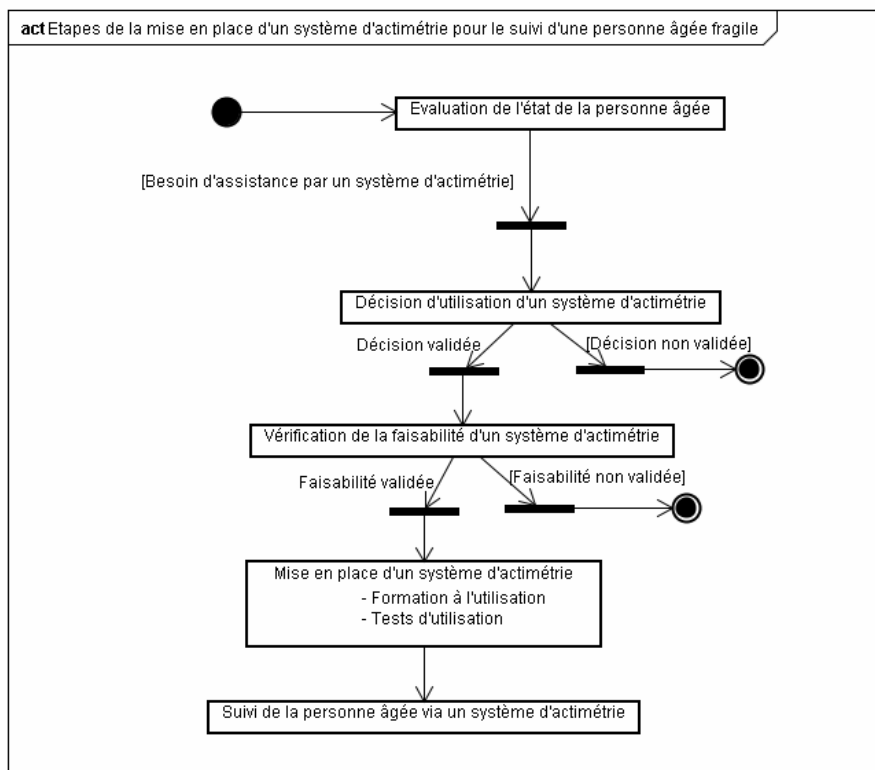 act Etapes de la mise en place d'un système d'actimétrie pour le suivi d'une personne âgée fragile
Evaluation de l'état de la personne âgée
[Besoin d'assistance par un système d'actimétrie]
Décision d'utilisation d'un système d'actimétrie
Décision validée
[Décision non validée]
Vérification de la faisabilité d'un système d'actimétrie
Faisabilité validée
[Faisabilité non validée]
Mise en place d'un système d'actimétrie
- Formation à l'utilisation
- Tests d'utilisation
Suivi de la personne âgée via un système d'actimétrie